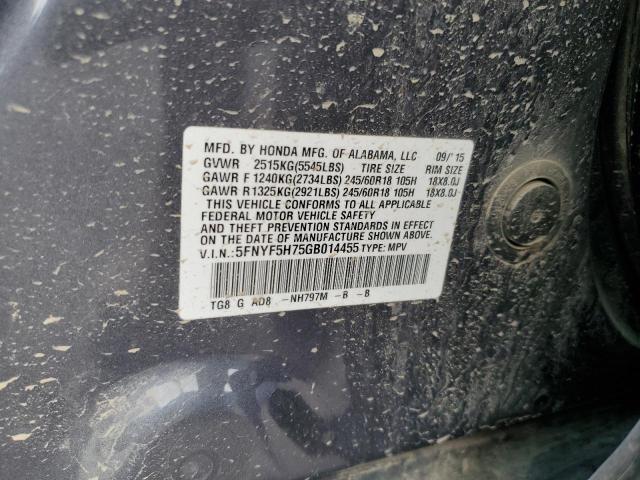 MFD. BY HONDA MFG. OF ALABAMA, LLC 09/'15
GVWR 2515KG(5545LBS) TIRE SIZE RIM SIZE
GAWR F 1240KG(2734LBS) 245/60R18 105H 18X8.0J
GAWR R1325KG(2921LBS) 245/60R18 105H 18X8.0J
THIS VEHICLE CONFORMS TO ALL APPLICABLE
FEDERAL MOTOR VEHICLE SAFETY
AND THEFT PREVENTION STANDARDS IN EFFECT
ON THE DATE OF MANUFACTURE SHOWN ABOVE.
V.I.N.: 5FNYF5H75GB014455 TYPE: MPV
TG8 G AD8 -NH797M -B -B